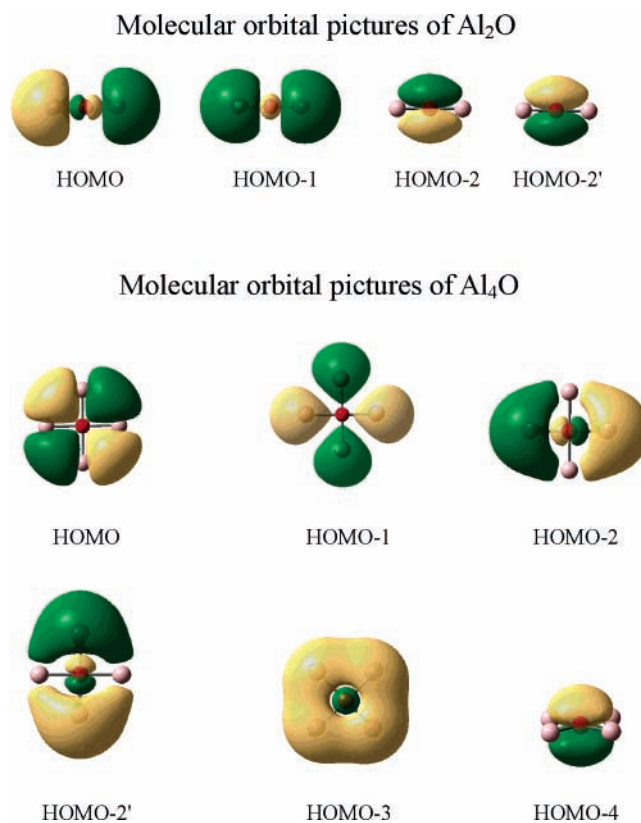 Molecular orbital pictures of Al₂O
HOMO HOMO-1 HOMO-2 HOMO-2'
Molecular orbital pictures of Al₄O
HOMO HOMO-1 HOMO-2
HOMO-2' HOMO-3 HOMO-4